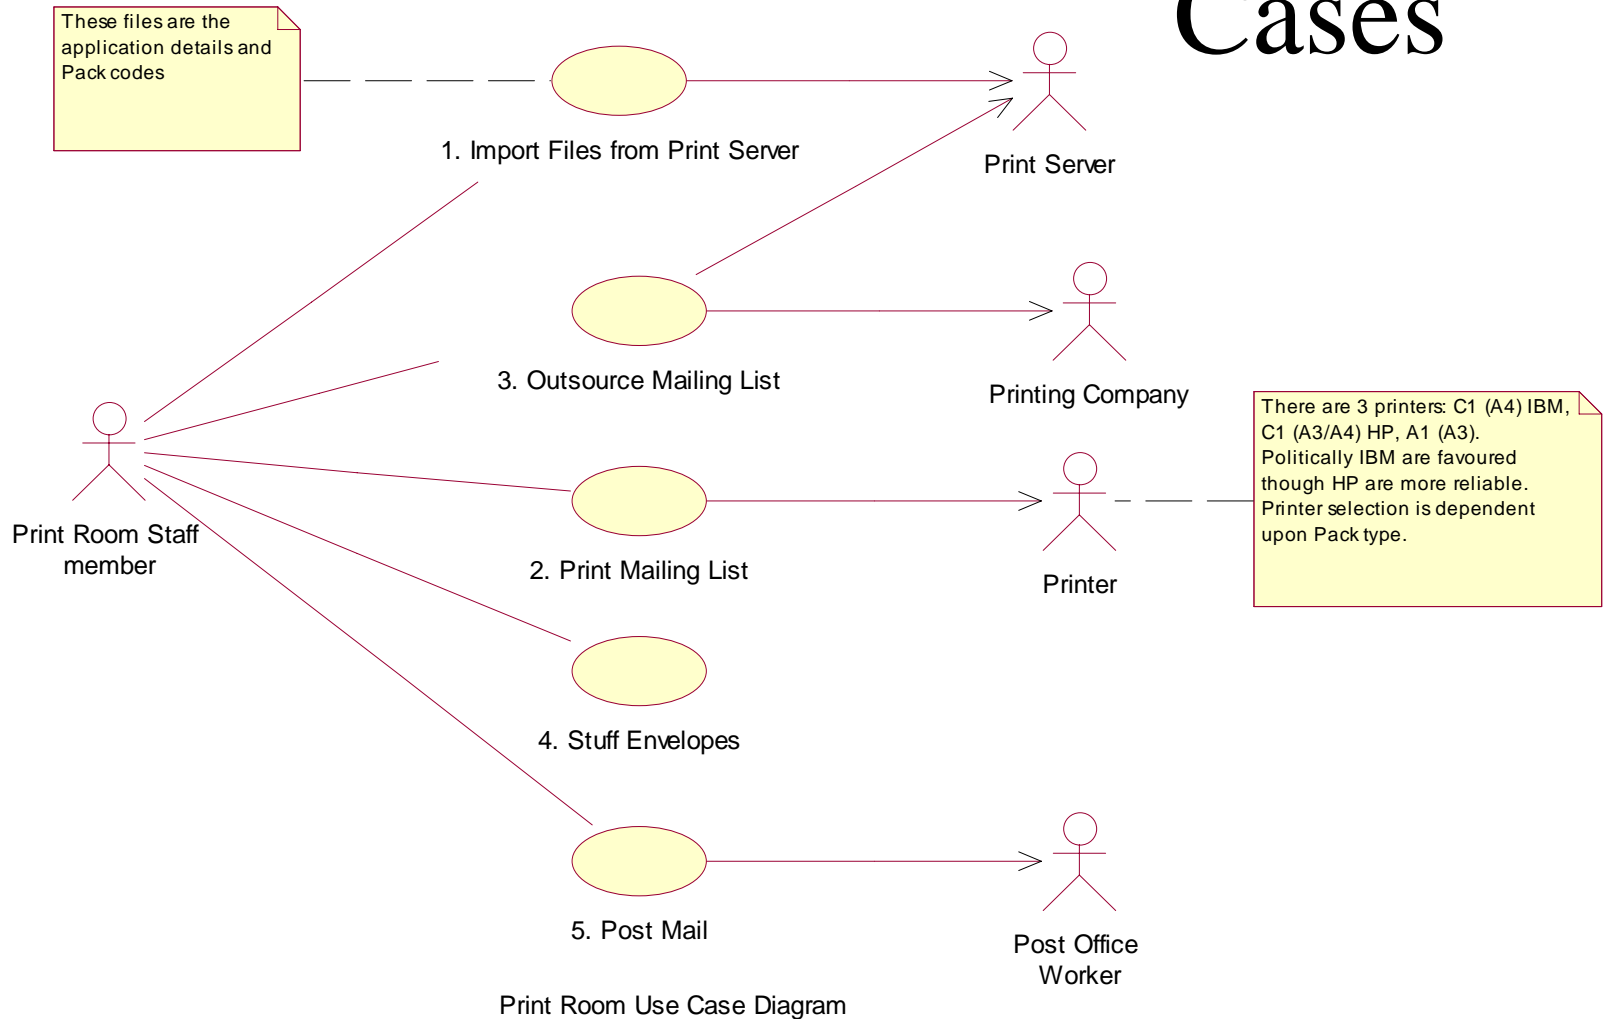 Cases
These files are the
application details and
Pack codes
1. Import Files from Print Server
Print Server
3. Outsource Mailing List
Printing Company
There are 3 printers: C1 (A4) IBM,
C1 (A3/A4) HP, A1 (A3).
Politically IBM are favoured
though HP are more reliable.
Printer selection is dependent
upon Pack type.
Print Room Staff
member
2. Print Mailing List
Printer
4. Stuff Envelopes
5. Post Mail
Post Office
Worker
Print Room Use Case Diagram